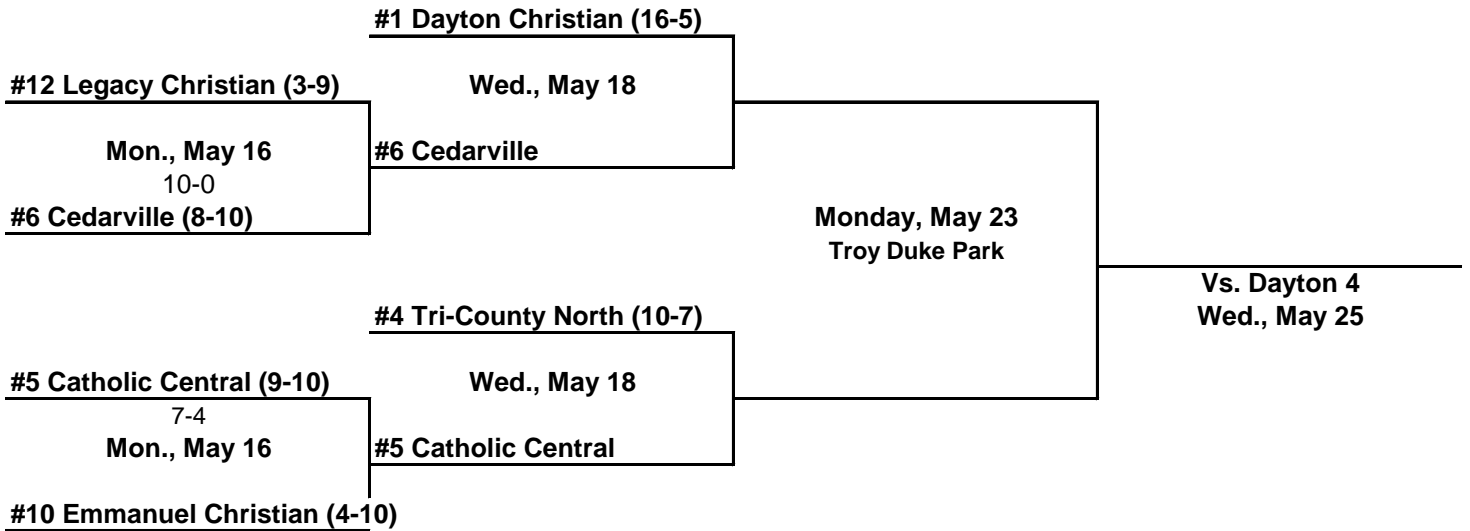 #1 Dayton Christian (16-5)
#12 Legacy Christian (3-9)
Wed., May 18
Mon., May 16
#6 Cedarville
10-0
#6 Cedarville (8-10)
Monday, May 23
Troy Duke Park
Vs. Dayton 4
Wed., May 25
#4 Tri-County North (10-7)
#5 Catholic Central (9-10)
Wed., May 18
7-4
Mon., May 16
#5 Catholic Central
#10 Emmanuel Christian (4-10)